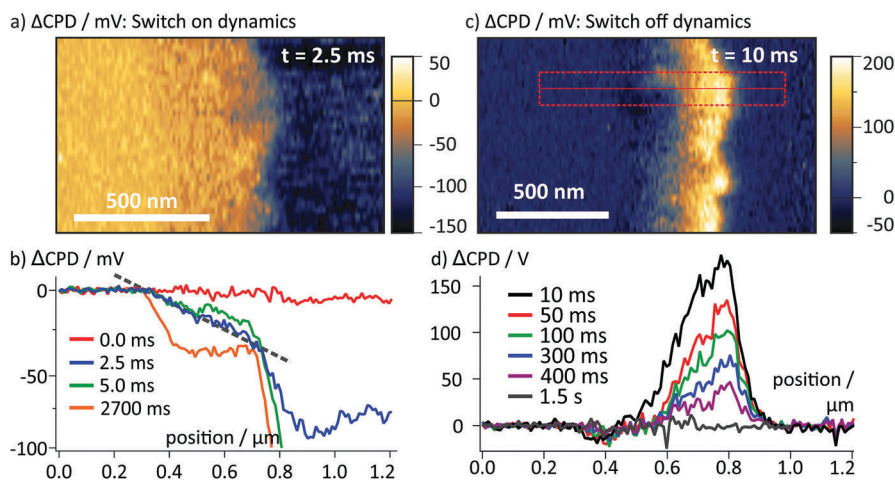 a) ΔCPD / mV: Switch on dynamics
t = 2.5 ms
500 nm
50
0
-50
-100
-150
c) ΔCPD / mV: Switch off dynamics
t = 10 ms
500 nm
200
100
0
-50
b) ΔCPD / mV
0
-50
-100
0.0 ms
2.5 ms
5.0 ms
2700 ms
position / µm
0.0 0.2 0.4 0.6 0.8 1.0 1.2
d) ΔCPD / V
150
100
50
0
10 ms
50 ms
100 ms
300 ms
400 ms
1.5 s
position /
µm
0.0 0.2 0.4 0.6 0.8 1.0 1.2